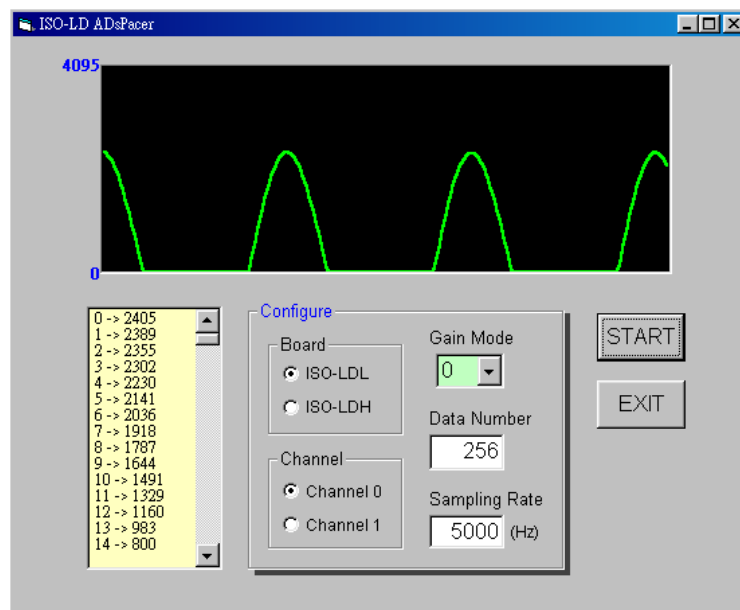 ISO-LD ADsPacer
4095
0
0 -> 2405
1 -> 2389
2 -> 2355
3 -> 2302
4 -> 2230
5 -> 2141
6 -> 2036
7 -> 1918
8 -> 1787
9 -> 1644
10 -> 1491
11 -> 1329
12 -> 1160
13 -> 983
14 -> 800
Configure
Board
ISO-LDL
ISO-LDH
Channel
Channel 0
Channel 1
Gain Mode
0
Data Number
256
Sampling Rate
5000 (Hz)
START
EXIT